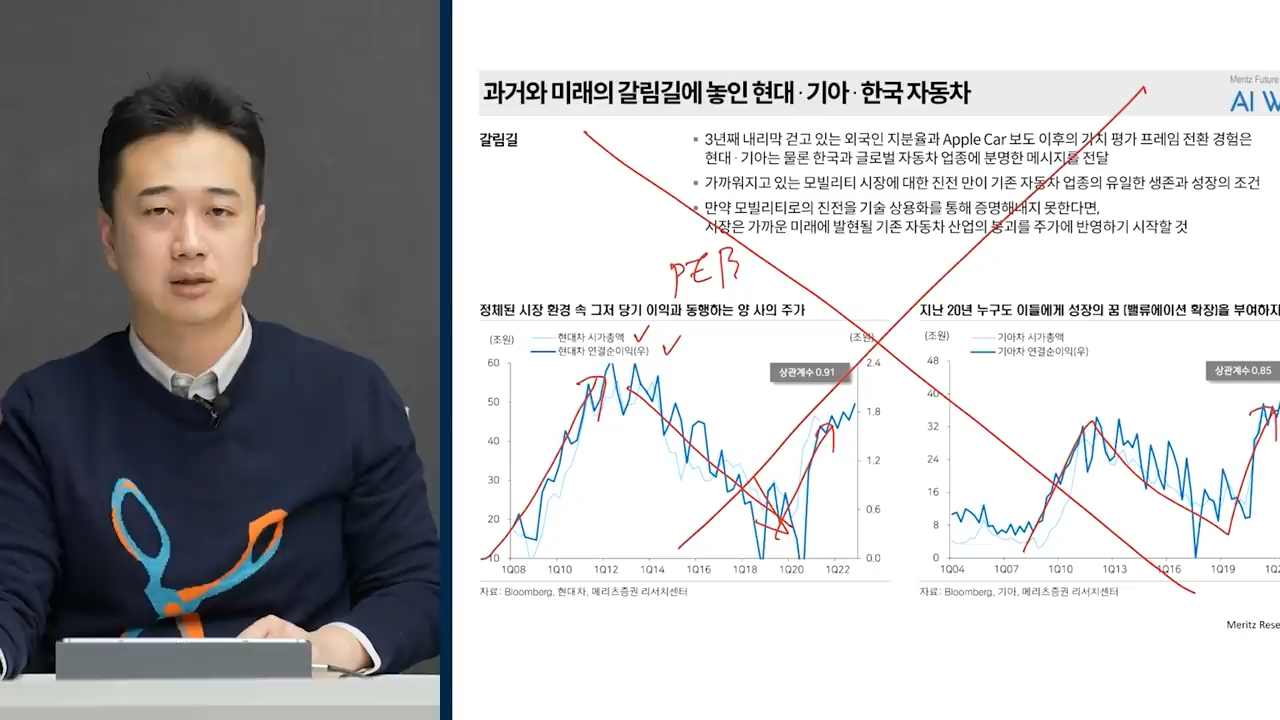 과거와 미래의 갈림길에 놓인 현대 · 기아 · 한국 자동차
Meritz Future
AI W
갈림길
▪ 3년째 내리막 걷고 있는 외국인 지분율과 Apple Car 보도 이후의 가치 평가 프레임 전환 경험은
현대 · 기아는 물론 한국과 글로벌 자동차 업종에 분명한 메시지를 전달
▪ 가까워지고 있는 모빌리티 시장에 대한 진전 만이 기존 자동차 업종의 유일한 생존과 성장의 조건
▪ 만약 모빌리티로의 진전을 기술 상용화를 통해 증명해내지 못한다면,
시장은 가까운 미래에 발현될 기존 자동차 산업의 붕괴를 주가에 반영하기 시작할 것
정체된 시장 환경 속 그저 당기 이익과 동행하는 양 사의 주가
(조원)
현대차 시가총액
현대차 연결순이익(우)
(조원)
상관계수 0.91
60
50
40
30
20
10
2.4
1.8
1.2
0.6
0.0
1Q08 1Q10 1Q12 1Q14 1Q16 1Q18 1Q20 1Q22
자료: Bloomberg, 현대차, 메리츠증권 리서치센터
지난 20년 누구도 이들에게 성장의 꿈 (밸류에이션 확장)을 부여하지
(조원)
기아차 시가총액
기아차 연결순이익(우)
상관계수 0.85
48
40
32
24
16
8
0
1Q04 1Q07 1Q10 1Q13 1Q16 1Q19 1Q2
자료: Bloomberg, 기아, 메리츠증권 리서치센터
Meritz Rese